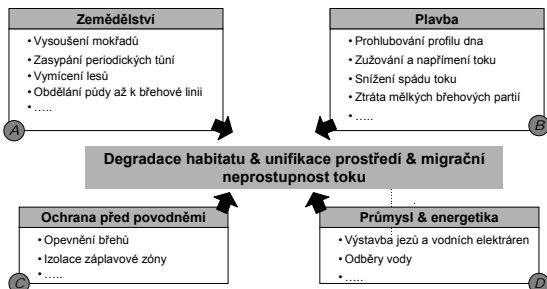 Zemědělství
• Vysoušení mokřadů
• Zasypání periodických tůní
• Vymícení lesů
• Obdělání půdy až k břehové linii
• .....
A
Plavba
• Prohlubování profilu dna
• Zužování a napřímení toku
• Snížení spádu toku
• Ztráta mělkých břehových partií
• .....
B
Degradace habitatu & unifikace prostředí & migrační
neprostupnost toku
Ochrana před povodněmi
• Opevnění břehů
• Izolace záplavové zóny
• .....
C
Průmysl & energetika
• Výstavba jezů a vodních elektráren
• Odběry vody
• .....
D